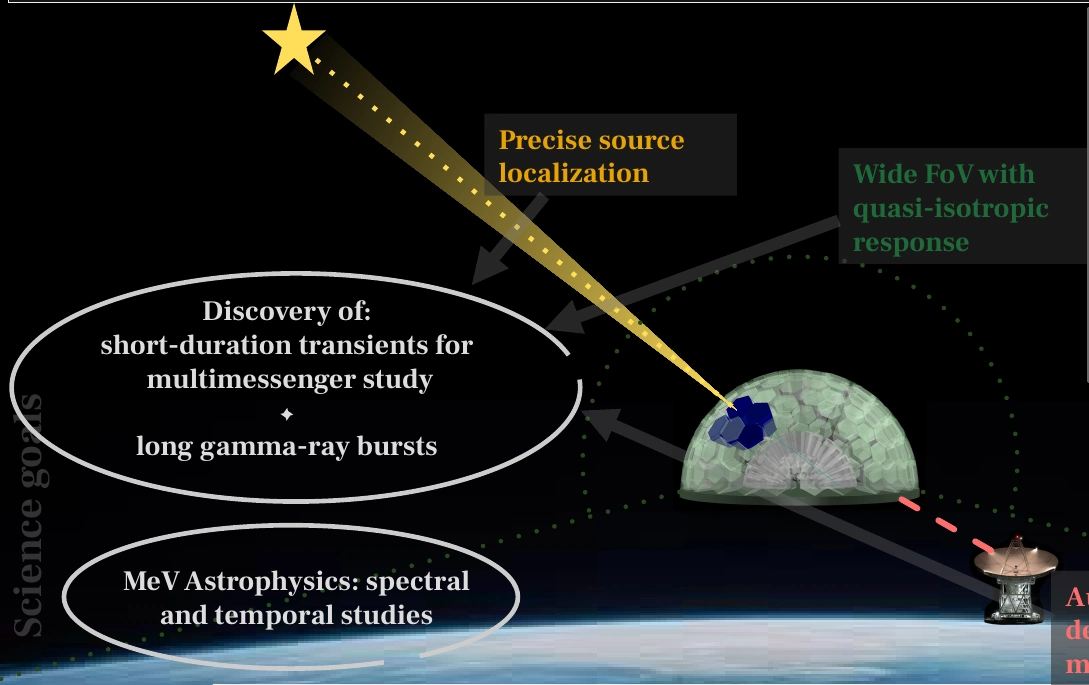 Precise source
localization
Wide FoV with
quasi-isotropic
response
Discovery of:
short-duration transients for
multimessenger study
long gamma-ray bursts
MeV Astrophysics: spectral
and temporal studies
Science goals